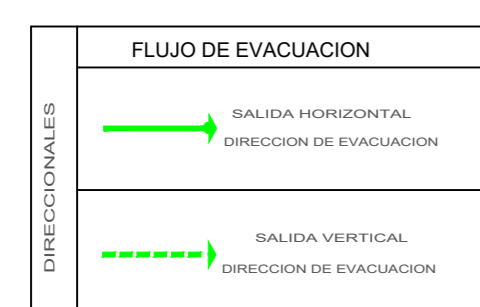 FLUJO DE EVACUACION
DIRECCIONALES
SALIDA HORIZONTAL
DIRECCION DE EVACUACION
SALIDA VERTICAL
DIRECCION DE EVACUACION